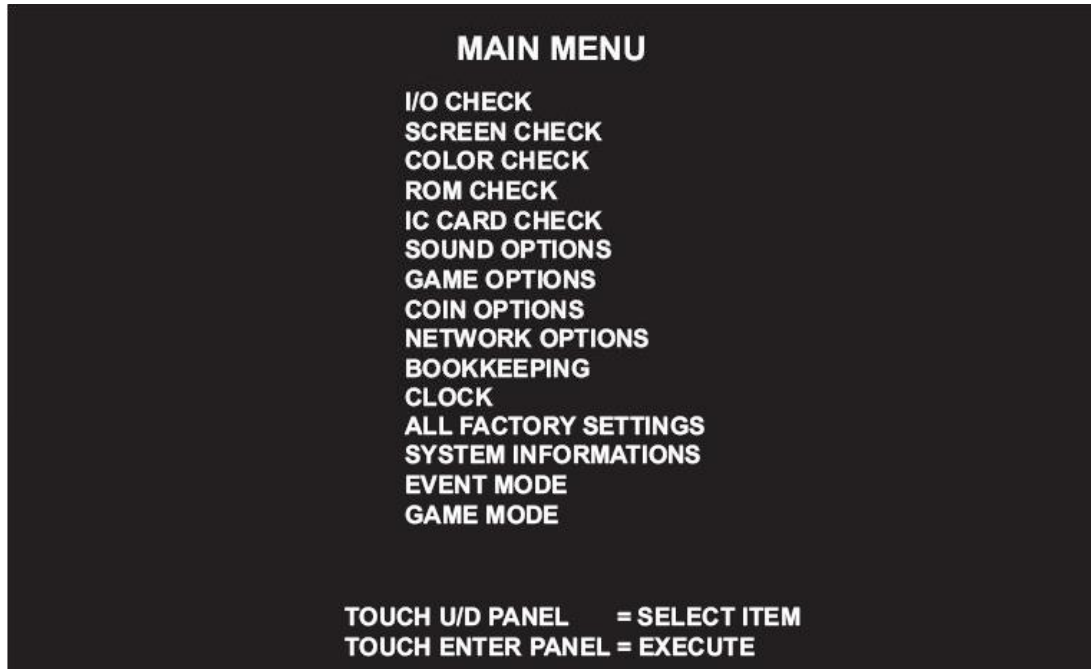 MAIN MENU
I/O CHECK
SCREEN CHECK
COLOR CHECK
ROM CHECK
IC CARD CHECK
SOUND OPTIONS
GAME OPTIONS
COIN OPTIONS
NETWORK OPTIONS
BOOKKEEPING
CLOCK
ALL FACTORY SETTINGS
SYSTEM INFORMATIONS
EVENT MODE
GAME MODE
TOUCH U/D PANEL = SELECT ITEM
TOUCH ENTER PANEL = EXECUTE